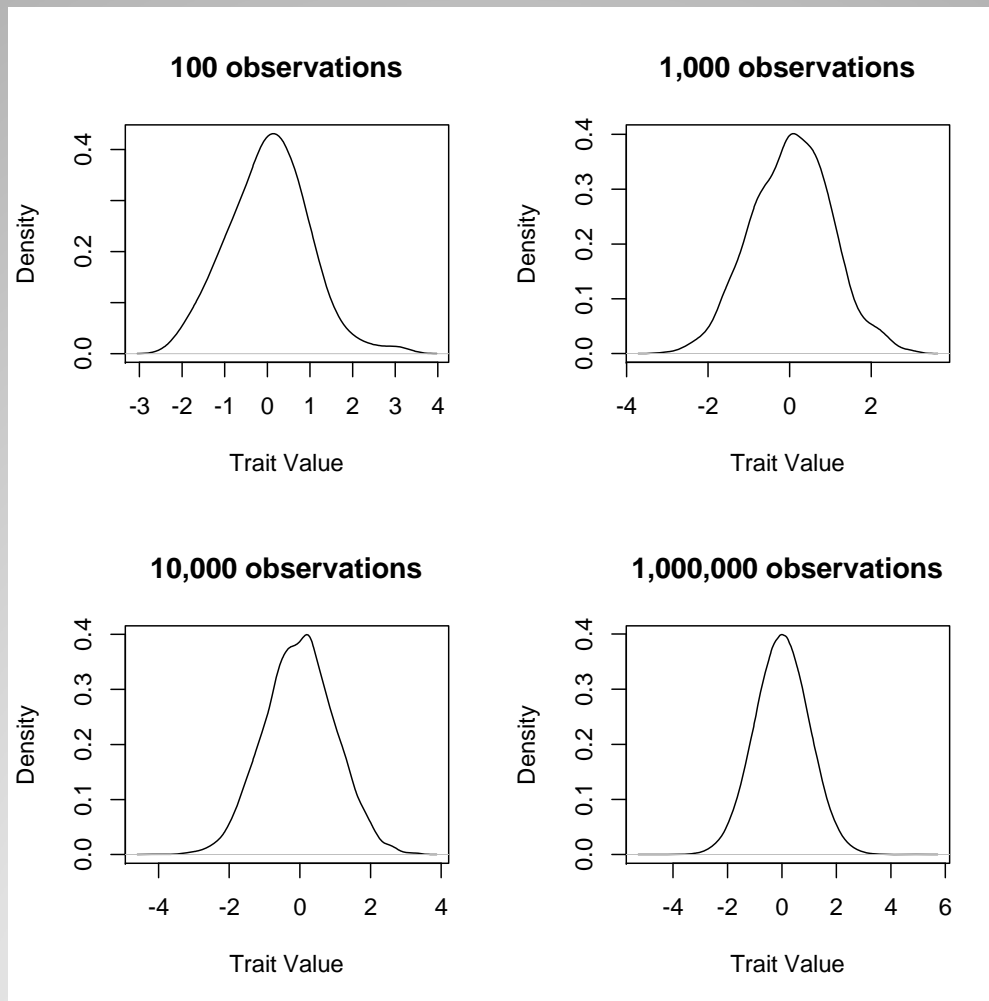 100 observations
Density
0.4
0.2
0.0
-3 -2 -1 0 1 2 3 4
Trait Value
1,000 observations
Density
0.4
0.3
0.2
0.1
0.0
-4 -2 0 2
Trait Value
10,000 observations
Density
0.4
0.3
0.2
0.1
0.0
-4 -2 0 2 4
Trait Value
1,000,000 observations
Density
0.4
0.3
0.2
0.1
0.0
-4 -2 0 2 4 6
Trait Value